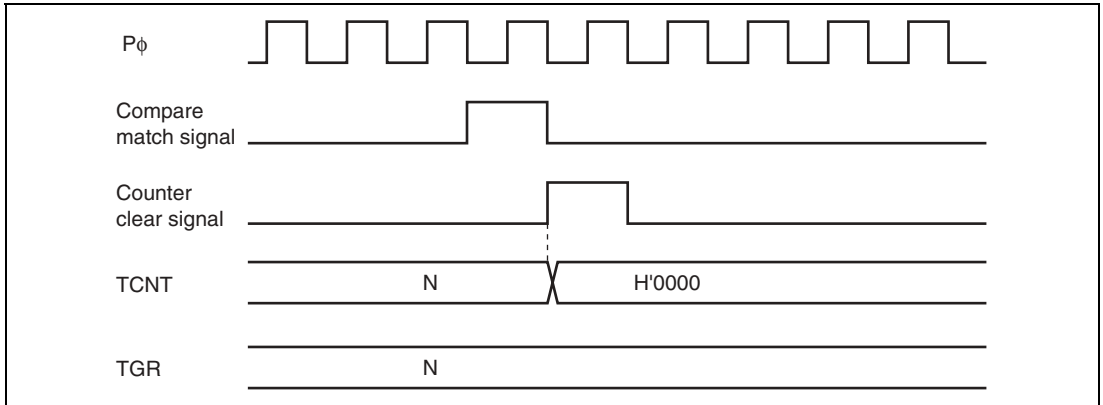 Pϕ
Compare
match signal
Counter
clear signal
TCNT N H'0000
TGR N